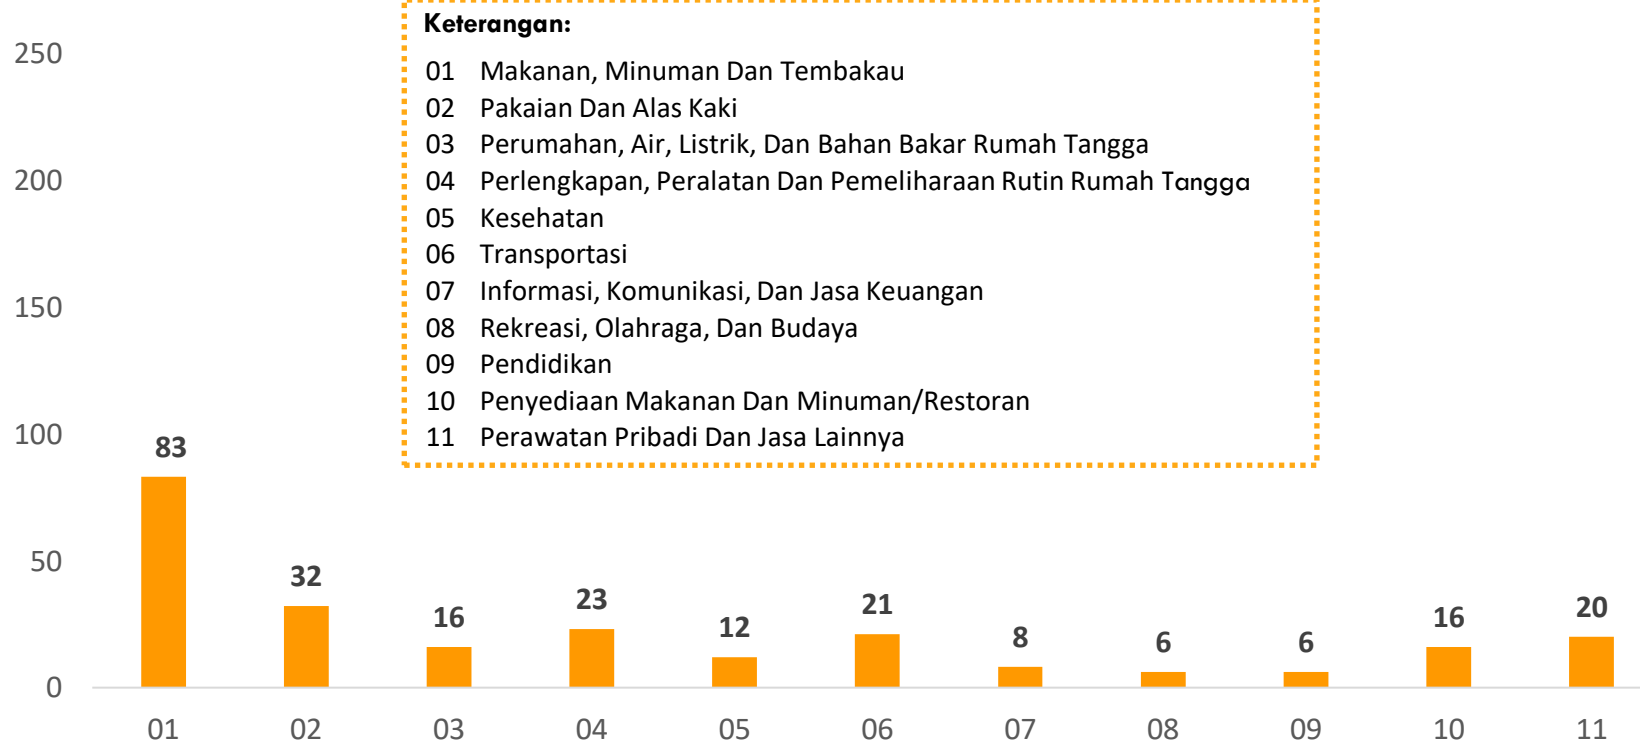 Keterangan:
01 Makanan, Minuman Dan Tembakau
02 Pakaian Dan Alas Kaki
03 Perumahan, Air, Listrik, Dan Bahan Bakar Rumah Tangga
04 Perlengkapan, Peralatan Dan Pemeliharaan Rutin Rumah Tangga
05 Kesehatan
06 Transportasi
07 Informasi, Komunikasi, Dan Jasa Keuangan
08 Rekreasi, Olahraga, Dan Budaya
09 Pendidikan
10 Penyediaan Makanan Dan Minuman/Restoran
11 Perawatan Pribadi Dan Jasa Lainnya
250
200
150
100
50
0
83 32 16 23 12 21 8 6 6 16 20
01 02 03 04 05 06 07 08 09 10 11